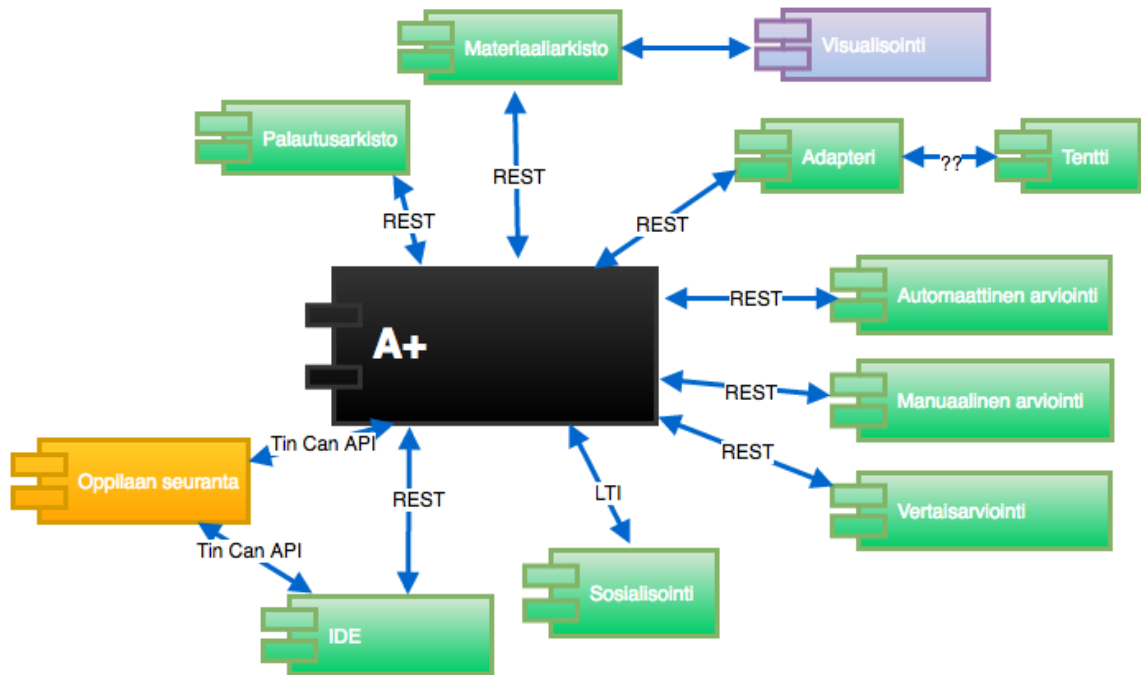 Materiaaliarkisto
Visualisointi
Palautusarkisto
Adapteri
??
Tentti
REST
REST
REST
A+
REST
Automaattinen arviointi
REST
Manuaalinen arviointi
REST
Vertaisarviointi
Tin Can API
Oppilaan seuranta
REST
LTI
Tin Can API
Sosialisointi
IDE